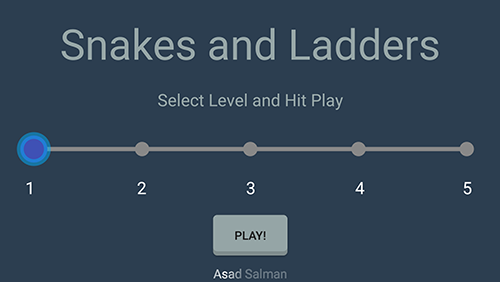 Snakes and Ladders
Select Level and Hit Play
1 2 3 4 5
PLAY!
Asad Salman